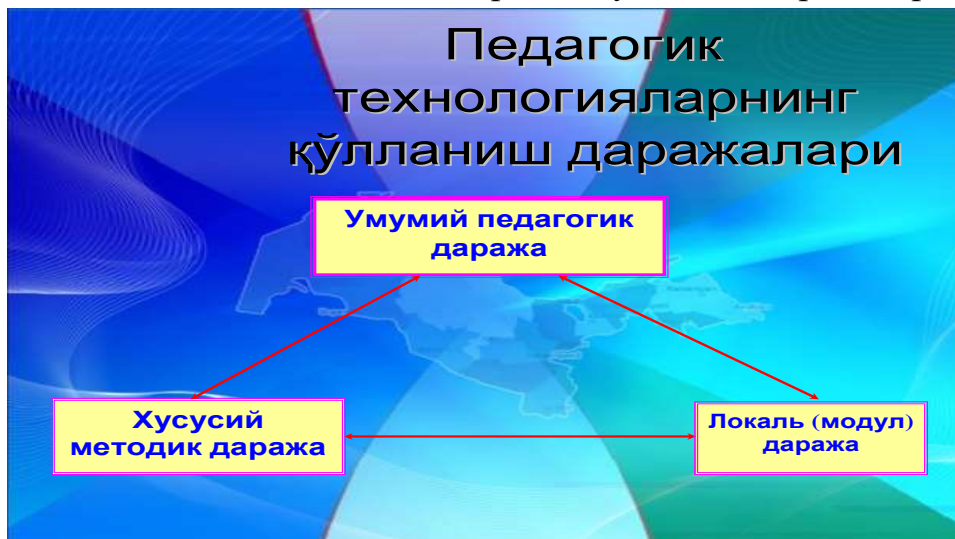 Педагогик
технологияларнинг
қўлланиш даражалари
Умумий педагогик
даража
Хусусий
методик даража
Локаль (модул)
даража